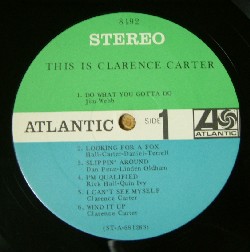 8192
STEREO
THIS IS CLARENCE CARTER
1. DO WHAT YOU GOTTA DO
Jim Webb
ATLANTIC
SIDE 1
ATLANTIC
2. LOOKING FOR A FOX
Hall-Carter-Daniel-Terrell
3. SLIPPIN' AROUND
Dan Penn-Linden Oldham
4. I'M QUALIFIED
Rick Hall-Quin Ivy
5. I CAN'T SEE MYSELF
Clarence Carter
6. WIND IT UP
Clarence Carter